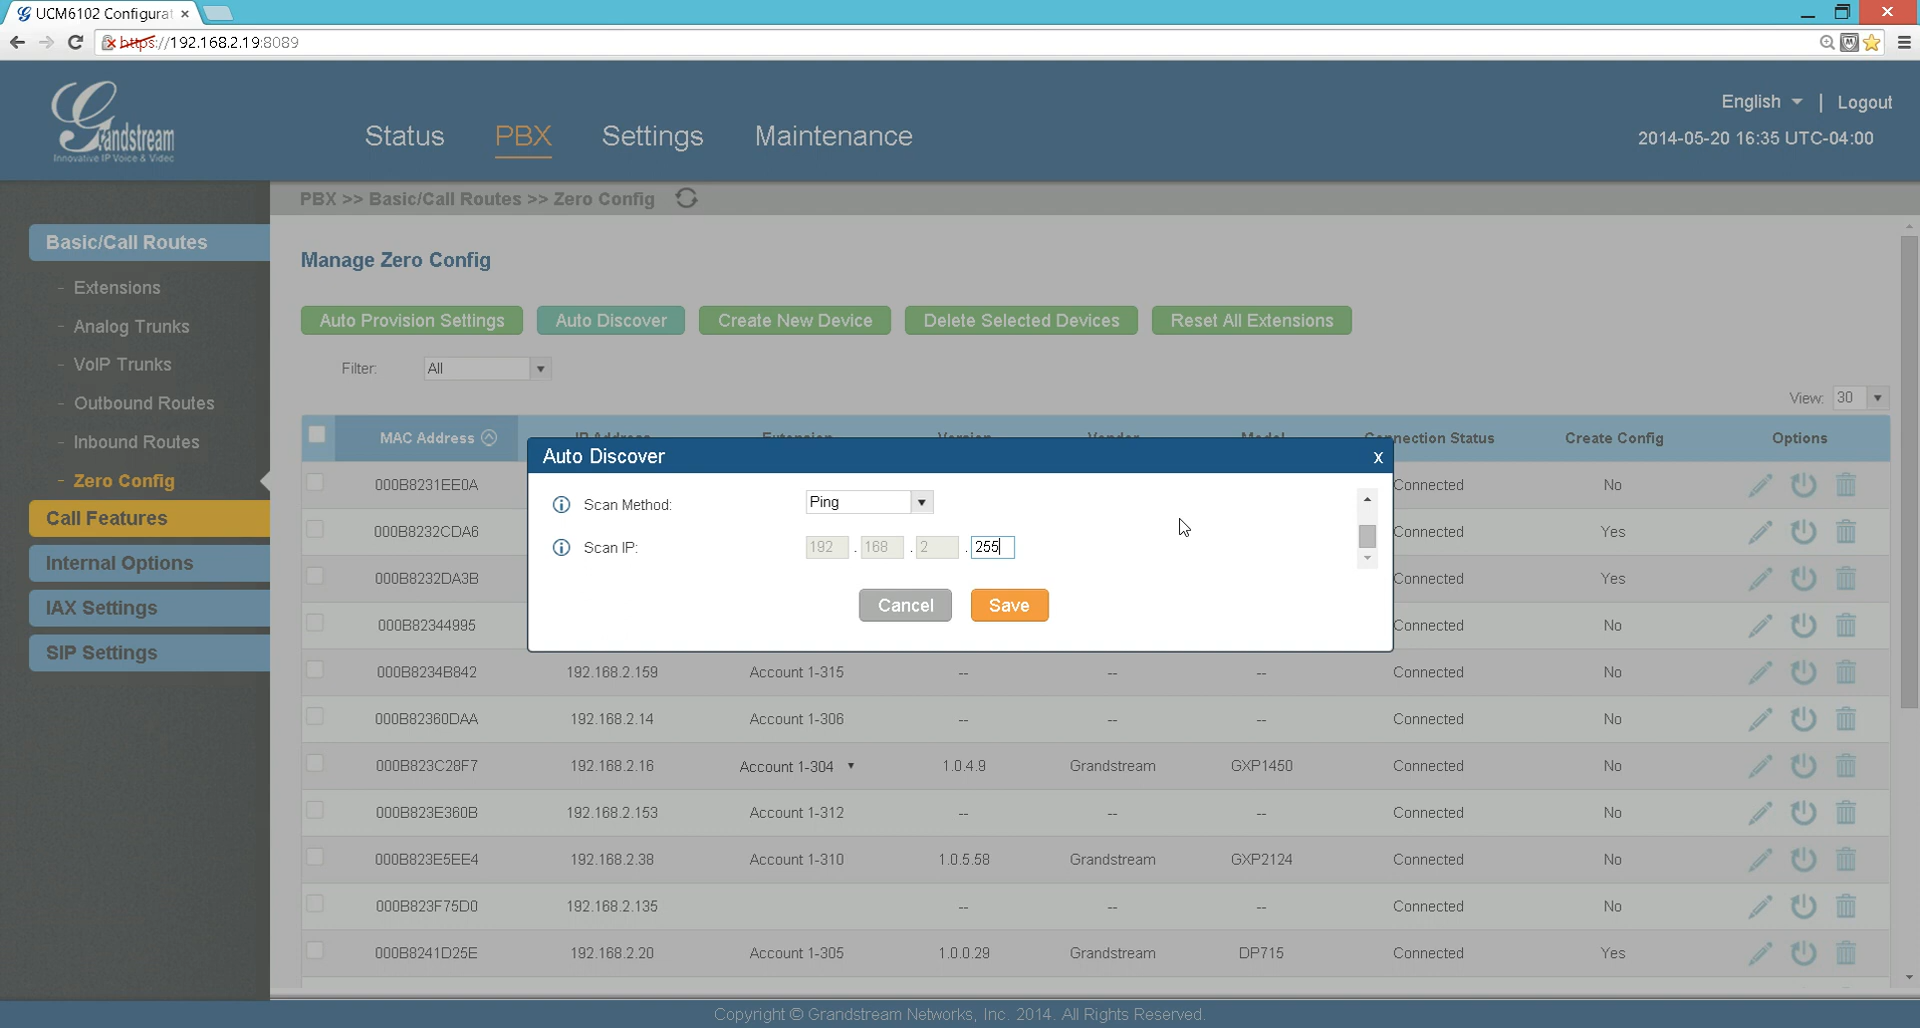 UCM6102 Configurat
https://192.168.2.19:8089
Grandstream
Innovative IP Voice & Video
Status PBX Settings Maintenance
English | Logout
2014-05-20 16:35 UTC-04:00
PBX >> Basic/Call Routes >> Zero Config
Basic/Call Routes
- Extensions
- Analog Trunks
- VoIP Trunks
- Outbound Routes
- Inbound Routes
- Zero Config
Call Features
Internal Options
IAX Settings
SIP Settings
Manage Zero Config
Auto Provision Settings Auto Discover Create New Device Delete Selected Devices Reset All Extensions
Filter: All
View: 30
MAC Address IP Address Extension Version Vendor Model Connection Status Create Config Options
Auto Discover x
Scan Method: Ping
Scan IP: 192 . 168 . 2 . 255
Cancel Save
000B8231EE0A Connected No
000B8232CDA6 Connected Yes
000B8232DA3B Connected Yes
000B82344995 Connected No
000B8234B842 192.168.2.159 Account 1-315 -- -- -- Connected No
000B82360DAA 192.168.2.14 Account 1-306 -- -- -- Connected No
000B823C28F7 192.168.2.16 Account 1-304 1.0.4.9 Grandstream GXP1450 Connected No
000B823E360B 192.168.2.153 Account 1-312 -- -- -- Connected No
000B823E5EE4 192.168.2.38 Account 1-310 1.0.5.58 Grandstream GXP2124 Connected No
000B823F75D0 192.168.2.135 -- -- -- Connected No
000B8241D25E 192.168.2.20 Account 1-305 1.0.0.29 Grandstream DP715 Connected Yes
Copyright © Grandstream Networks, Inc. 2014. All Rights Reserved.